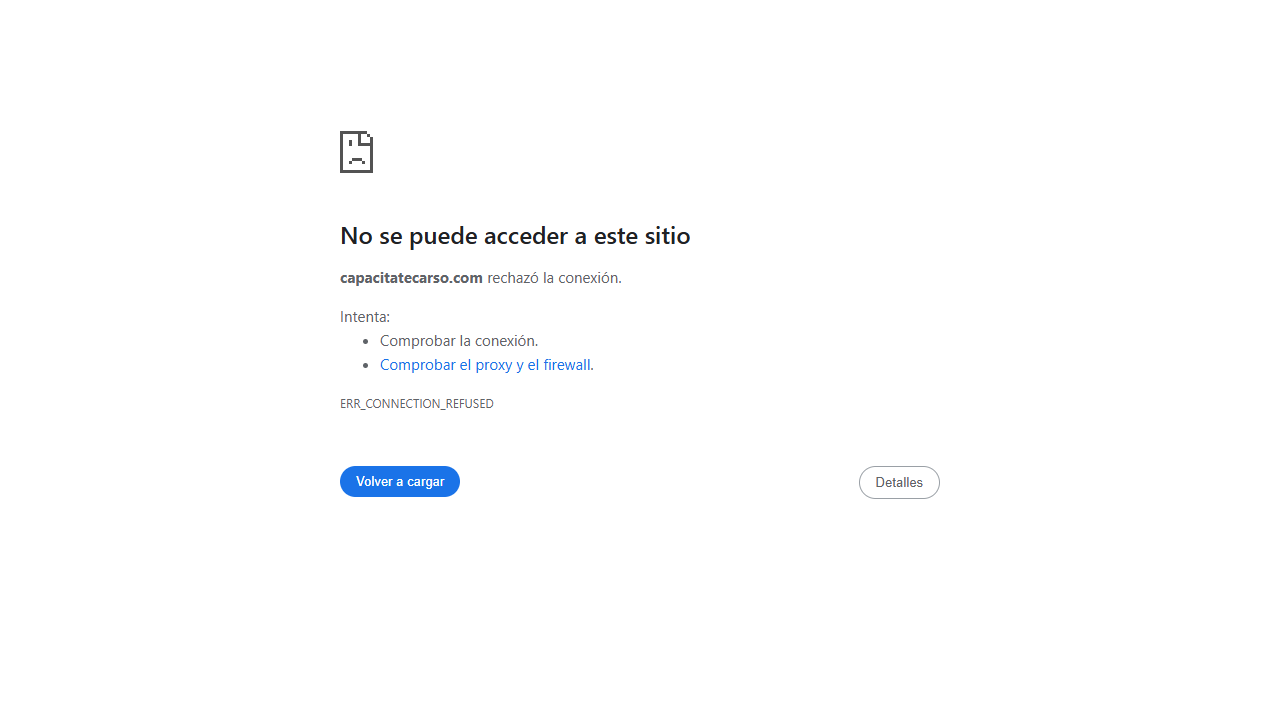 No se puede acceder a este sitio
capacitatecarso.com rechazó la conexión.
Intenta:
• Comprobar la conexión.
• Comprobar el proxy y el firewall.
ERR_CONNECTION_REFUSED
Volver a cargar
Detalles